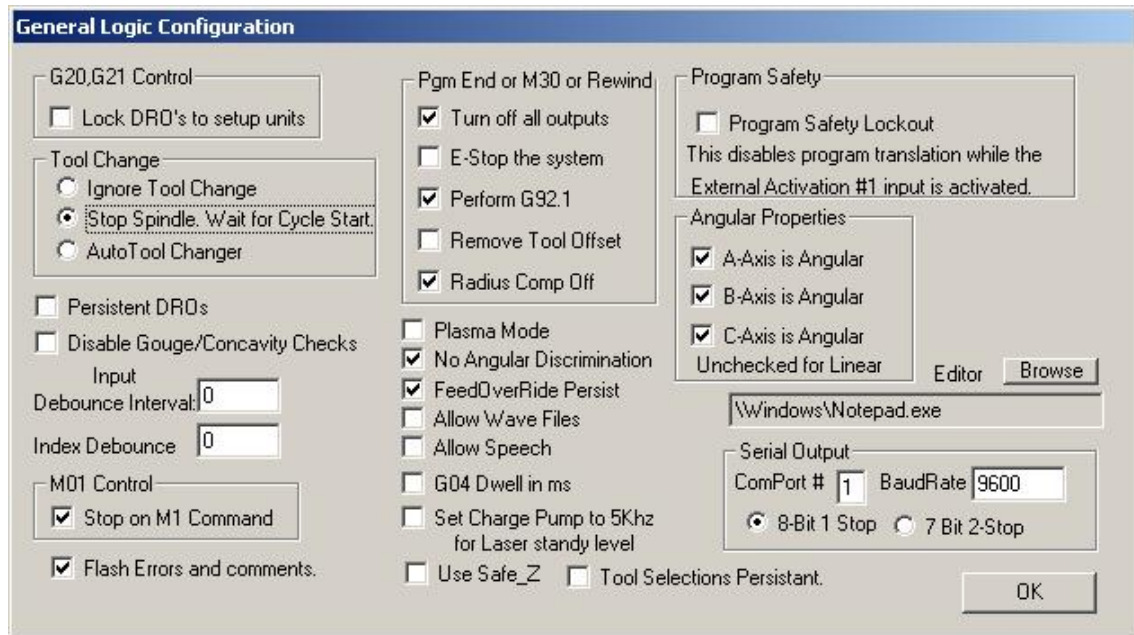 General Logic Configuration
G20,G21 Control
Lock DRO's to setup units
Tool Change
Ignore Tool Change
Stop Spindle. Wait for Cycle Start.
AutoTool Changer
Persistent DROs
Disable Gouge/Concavity Checks
Input
Debounce Interval: 0
Index Debounce 0
M01 Control
Stop on M1 Command
Flash Errors and comments.
Pgm End or M30 or Rewind
Turn off all outputs
E-Stop the system
Perform G92.1
Remove Tool Offset
Radius Comp Off
Plasma Mode
No Angular Discrimination
FeedOverRide Persist
Allow Wave Files
Allow Speech
G04 Dwell in ms
Set Charge Pump to 5Khz
for Laser standy level
Use Safe_Z
Tool Selections Persistant.
Program Safety
Program Safety Lockout
This disables program translation while the
External Activation #1 input is activated.
Angular Properties
A-Axis is Angular
B-Axis is Angular
C-Axis is Angular
Unchecked for Linear
Editor Browse
\Windows\Notepad.exe
Serial Output
ComPort # 1 BaudRate 9600
8-Bit 1 Stop 7 Bit 2-Stop
OK